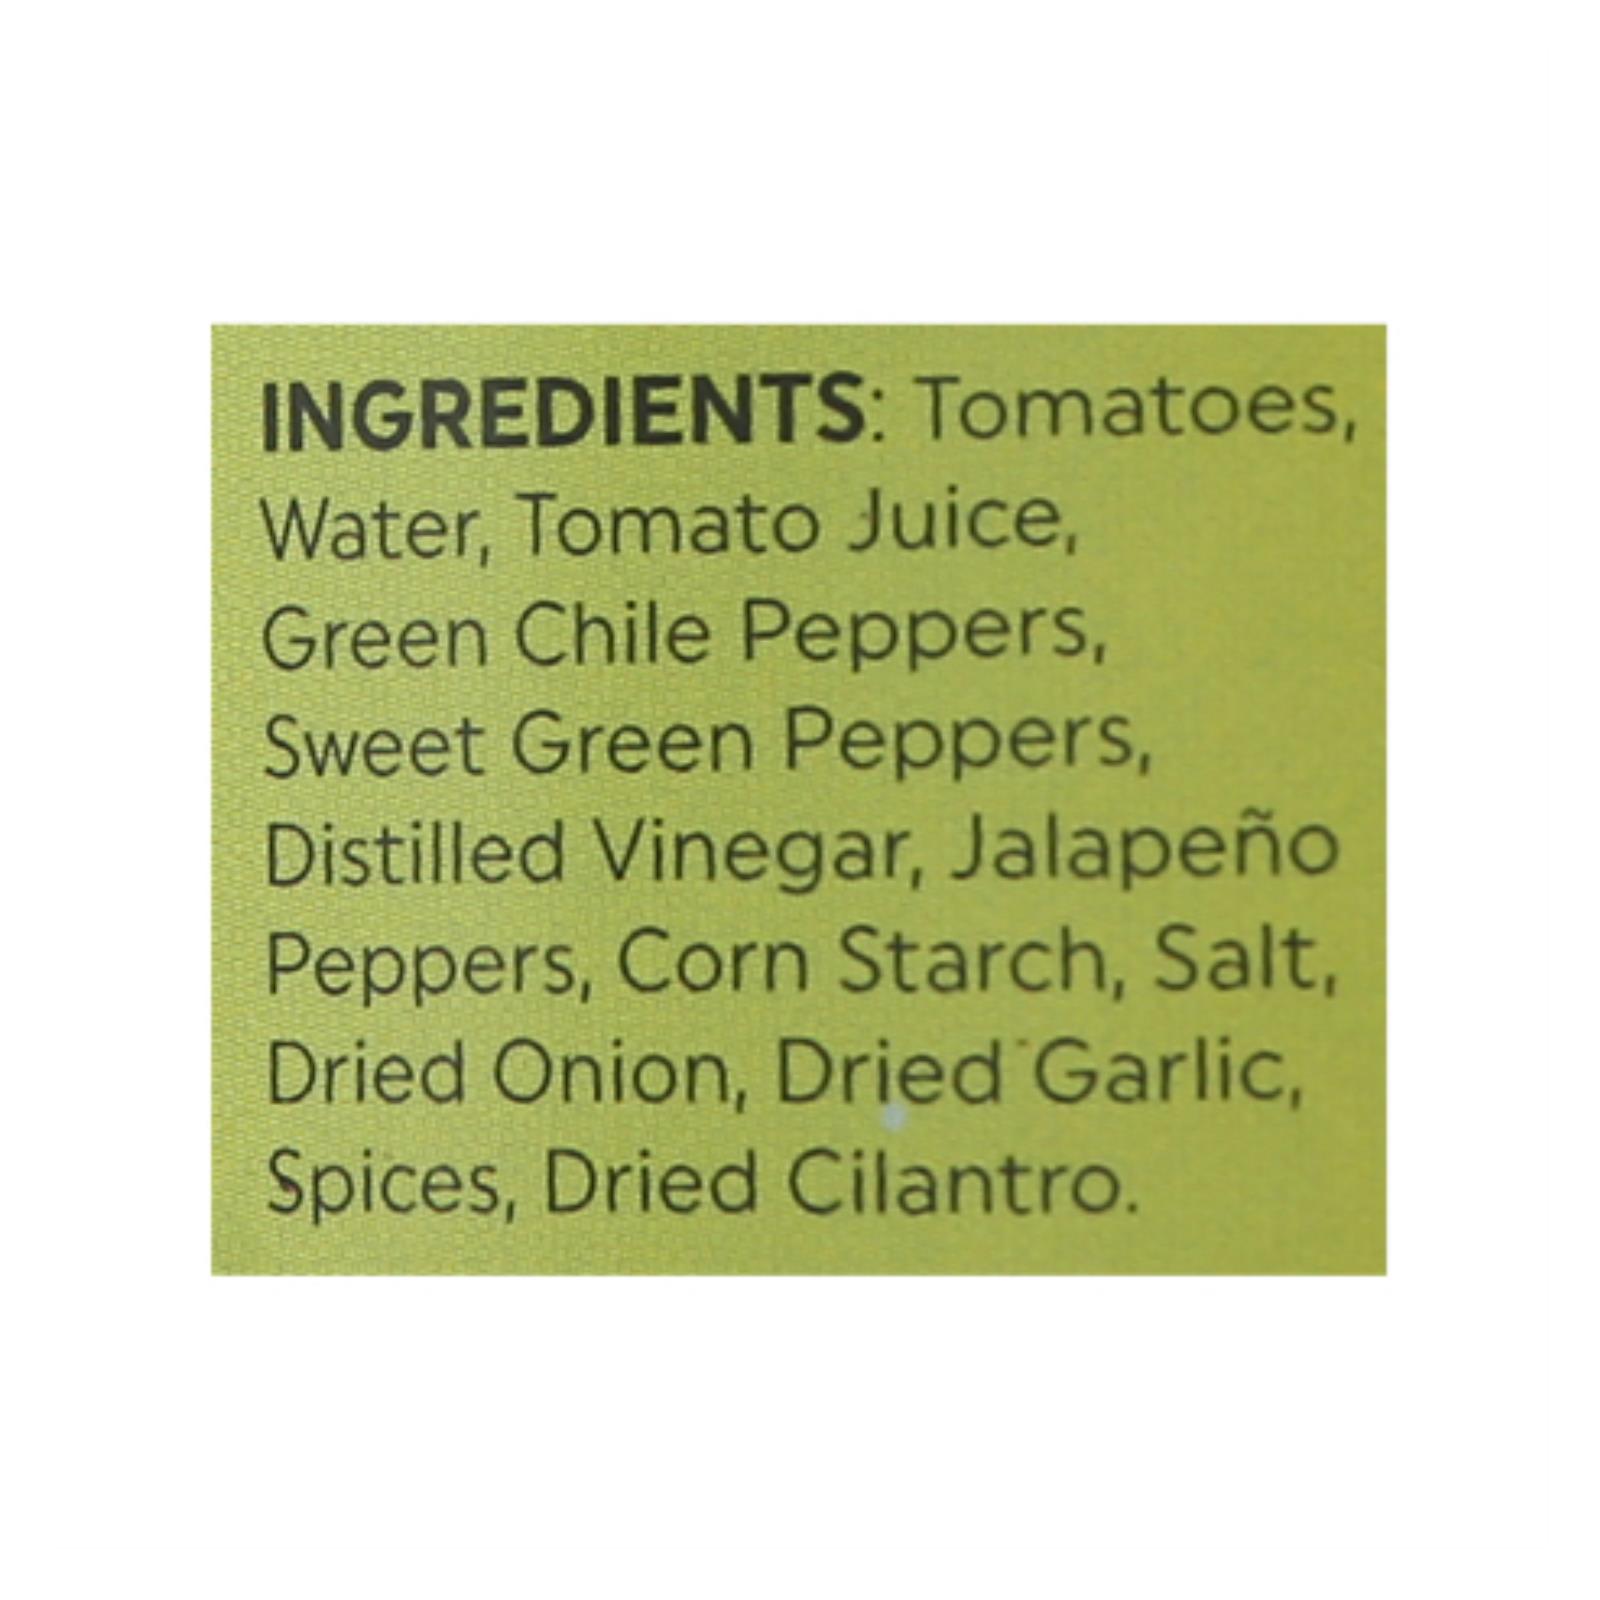 INGREDIENTS: Tomatoes,
Water, Tomato Juice,
Green Chile Peppers,
Sweet Green Peppers,
Distilled Vinegar, Jalapeño
Peppers, Corn Starch, Salt,
Dried Onion, Dried Garlic,
Spices, Dried Cilantro.